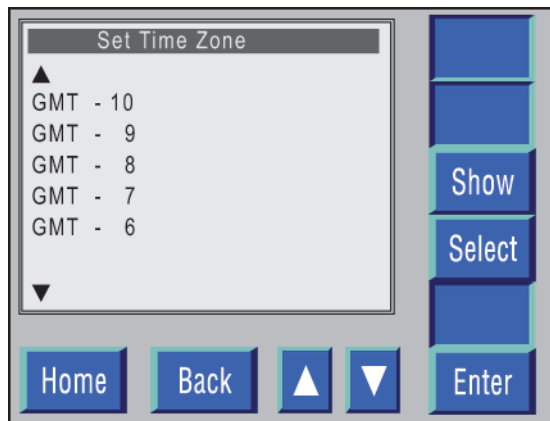 Set Time Zone
▲
GMT - 10
GMT - 9
GMT - 8
GMT - 7
GMT - 6
▼
Show
Select
Home
Back
▲
▼
Enter